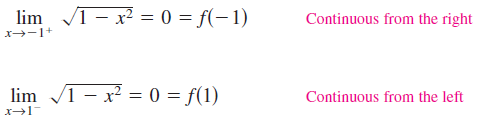 lim √(1 − x²) = 0 = f(−1) Continuous from the right
x→−1⁺
lim √(1 − x²) = 0 = f(1) Continuous from the left
x→1⁻